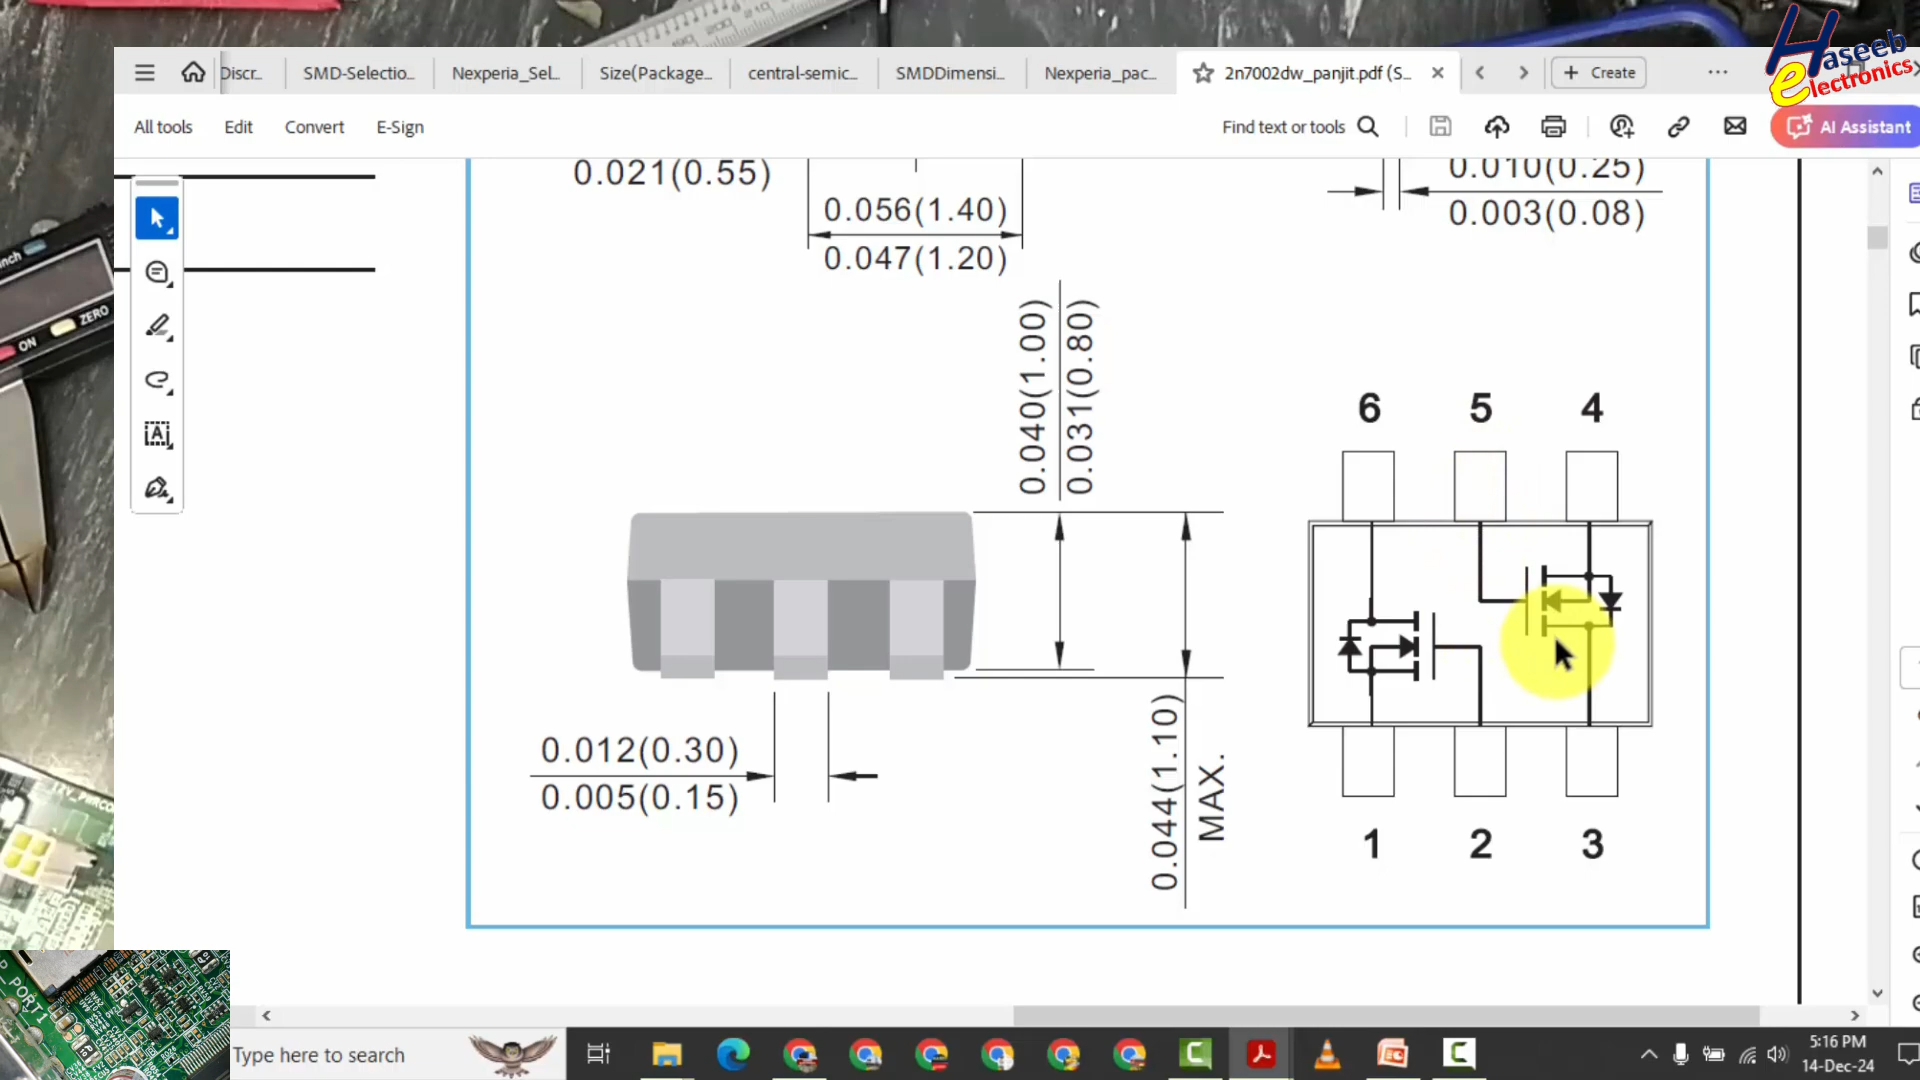 Haseeb
electronics
Discr...
SMD-Selectio...
Nexperia_Sel...
Size(Package...
central-semic...
SMDDimensi...
Nexperia_pac...
2n7002dw_panjit.pdf (S...
Create
All tools
Edit
Convert
E-Sign
Find text or tools
AI Assistant
0.021(0.55)
0.056(1.40)
0.047(1.20)
0.010(0.25)
0.003(0.08)
0.040(1.00)
0.031(0.80)
6 5 4
0.012(0.30)
0.005(0.15)
0.044(1.10)
MAX.
1 2 3
inch
ZERO
ON
PORT1
Type here to search
5:16 PM
14-Dec-24